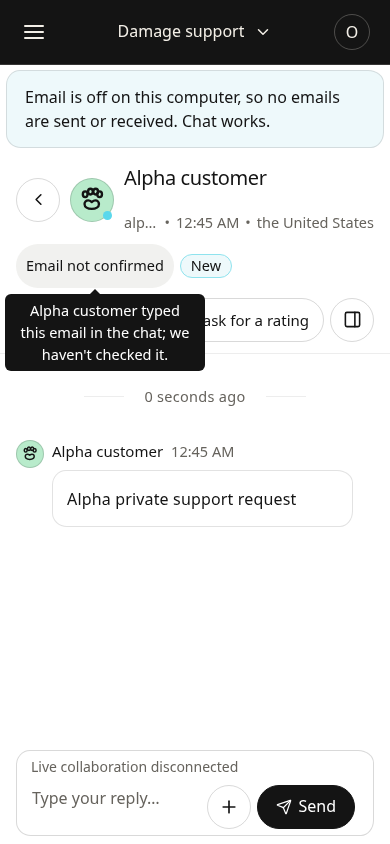 Damage support
O
Email is off on this computer, so no emails
are sent or received. Chat works.
Alpha customer
alp... • 12:45 AM • the United States
Email not confirmed
New
Alpha customer typed
this email in the chat; we
haven't checked it.
ask for a rating
0 seconds ago
Alpha customer 12:45 AM
Alpha private support request
Live collaboration disconnected
Type your reply...
Send